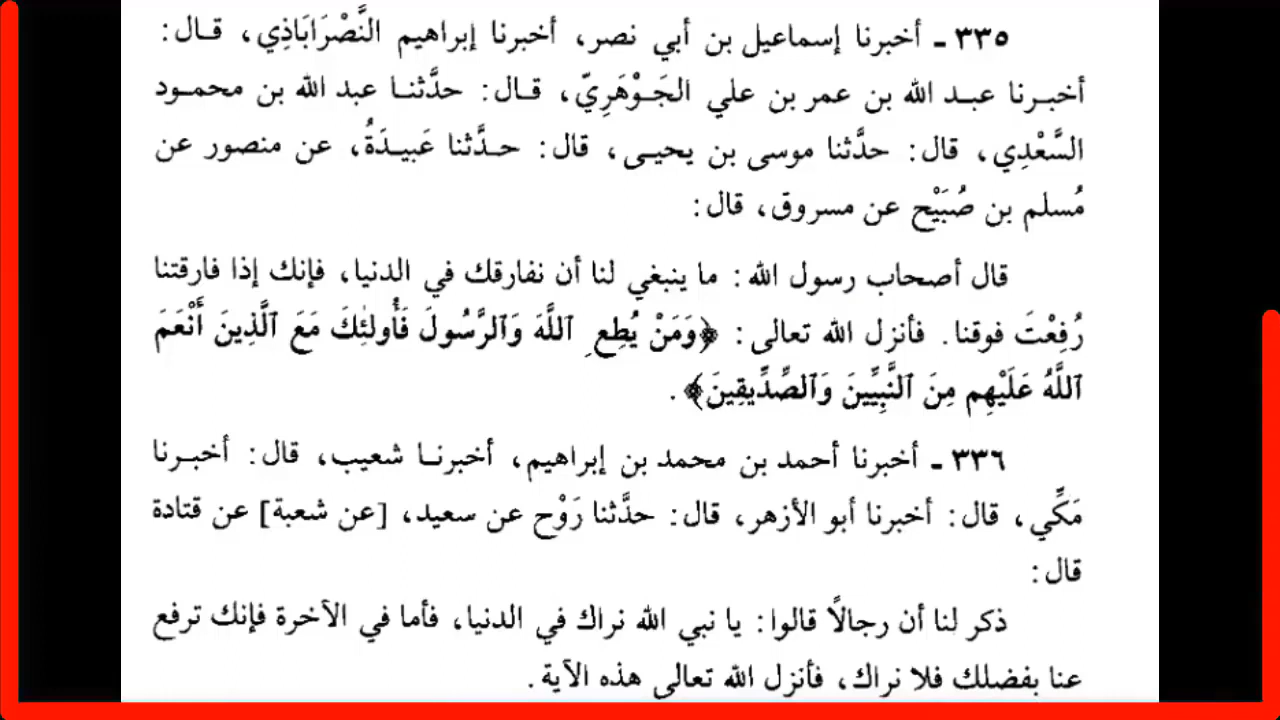 ٣٣٥ ـ أخبرنا إسماعيل بن أبي نصر، أخبرنا إبراهيم النَّصْرَابَاذِي، قال:
أخبرنا عبد الله بن عمر بن علي الجَوْهَرِيّ، قال: حدَّثنا عبد الله بن محمود
السَّعْدِي، قال: حدَّثنا موسى بن يحيى، قال: حدَّثنا عَبيدَةُ، عن منصور عن
مُسلم بن صُبَيْح عن مسروق، قال:
قال أصحاب رسول الله: ما ينبغي لنا أن نفارقك في الدنيا، فإنك إذا فارقتنا
رُفِعْتَ فوقنا. فأنزل الله تعالى: ﴿وَمَنْ يُطِعِ ٱللَّهَ وَٱلرَّسُولَ فَأُولٰئِكَ مَعَ ٱلَّذِينَ أَنْعَمَ
ٱللَّهُ عَلَيْهِم مِنَ ٱلنَّبِيِّينَ وَٱلصِّدِّيقِينَ﴾.
٣٣٦ ـ أخبرنا أحمد بن محمد بن إبراهيم، أخبرنا شعيب، قال: أخبرنا
مَكِّي، قال: أخبرنا أبو الأزهر، قال: حدَّثنا رَوْح عن سعيد، [عن شعبة] عن قتادة
قال:
ذكر لنا أن رجالًا قالوا: يا نبي الله نراك في الدنيا، فأما في الآخرة فإنك ترفع
عنا بفضلك فلا نراك، فأنزل الله تعالى هذه الآية.